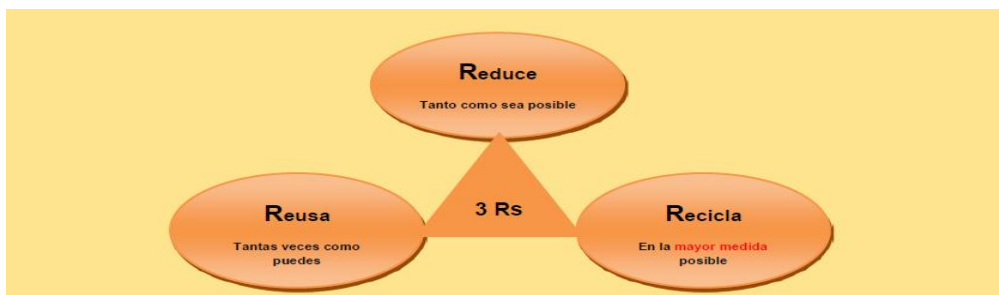 Reduce
Tanto como sea posible
3 Rs
Reusa
Tantas veces como
puedes
Recicla
En la mayor medida
posible